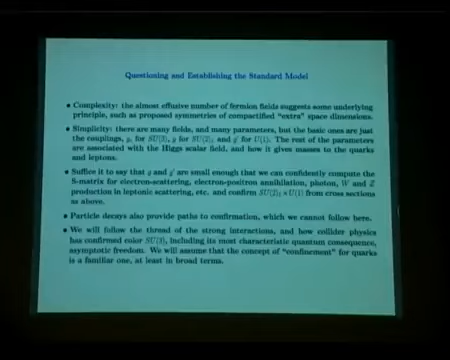 Questioning and Establishing the Standard Model
• Complexity: the almost effusive number of fermion fields suggests some underlying
principle, such as proposed symmetries of compactified "extra" space dimensions.
• Simplicity: there are many fields, and many parameters, but the basic ones are just
the couplings, gs for SU(3), g for SU(2); and g′ for U(1). The rest of the parameters
are associated with the Higgs scalar field, and how it gives masses to the quarks
and leptons.
• Suffice it to say that g and g′ are small enough that we can confidently compute the
S-matrix for electron-scattering, electron-positron annihilation, photon, W and Z
production in leptonic scattering, etc. and confirm SU(2)L × U(1) from cross sections
as above.
• Particle decays also provide paths to confirmation, which we cannot follow here.
• We will follow the thread of the strong interactions, and how collider physics
has confirmed color SU(3), including its most characteristic quantum consequence,
asymptotic freedom. We will assume that the concept of "confinement" for quarks
is a familiar one, at least in broad terms.